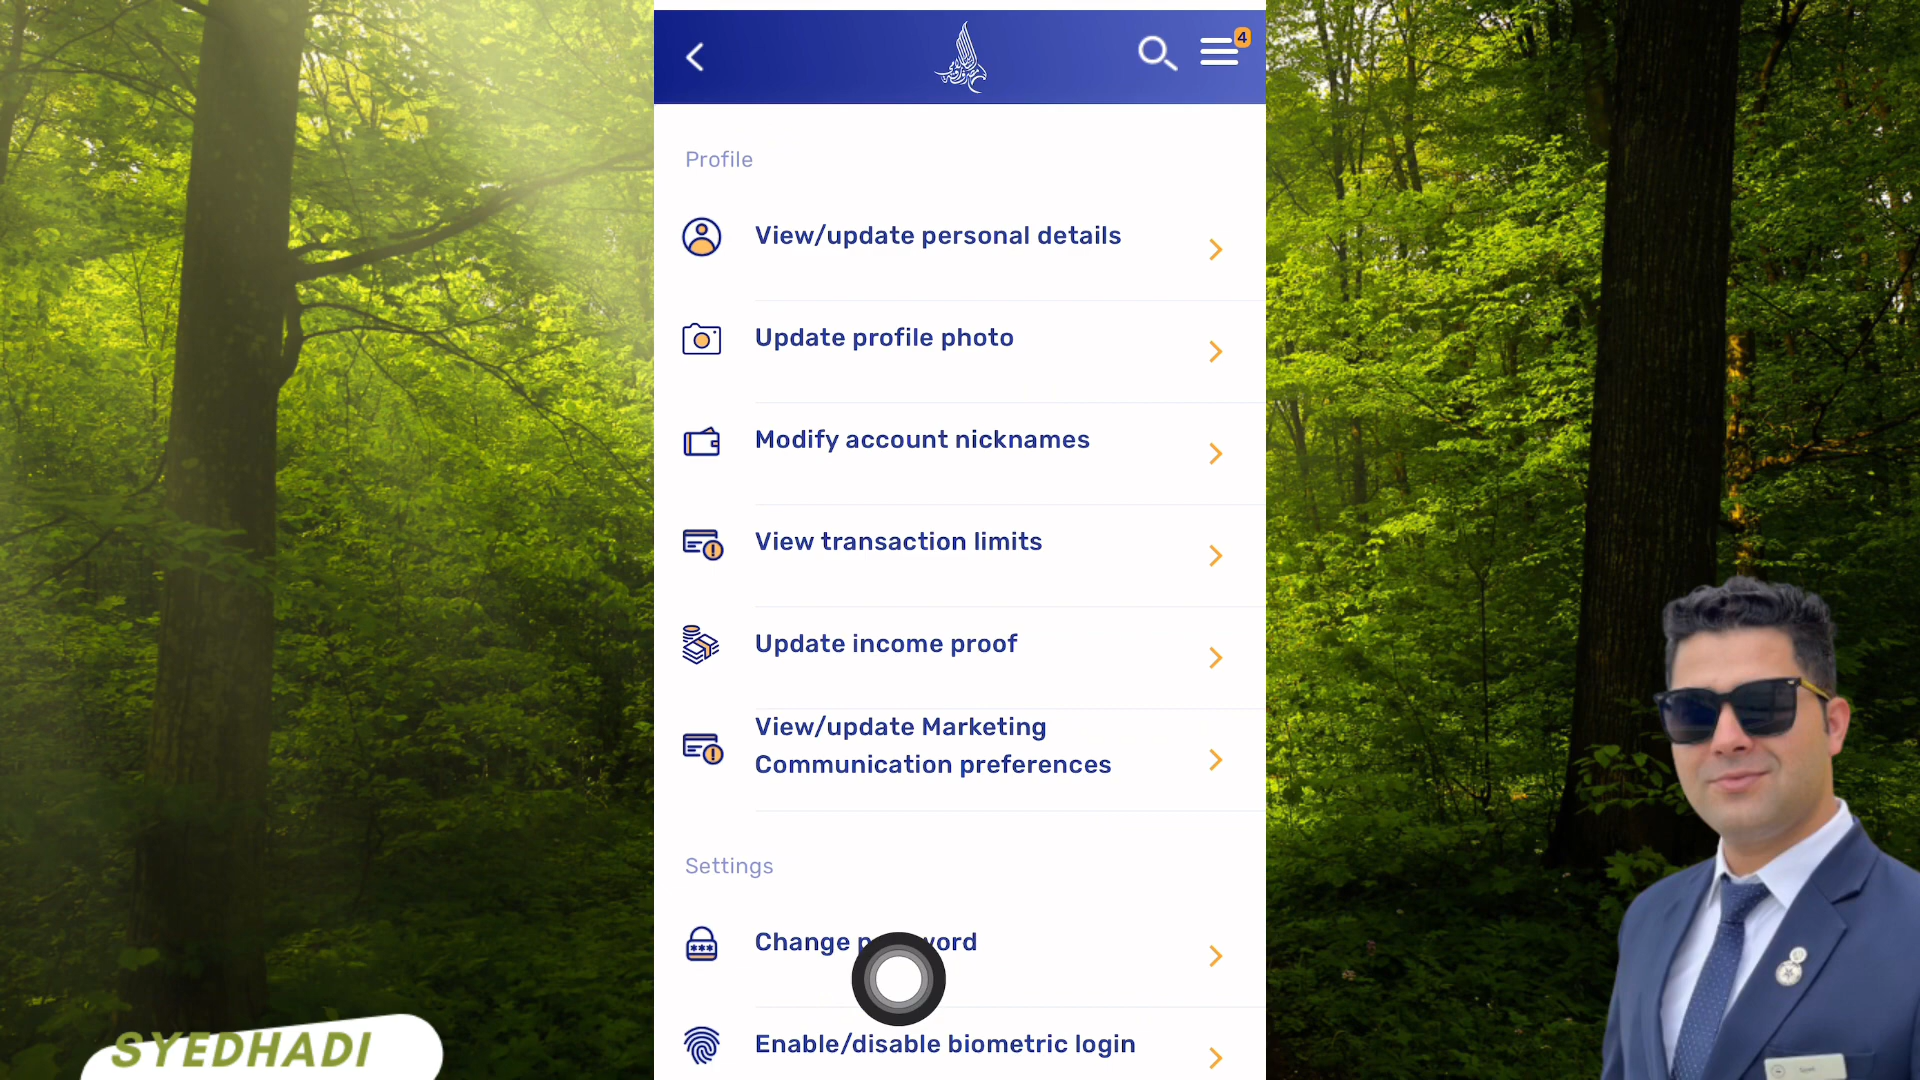 4
Profile
View/update personal details
Update profile photo
Modify account nicknames
View transaction limits
Update income proof
View/update Marketing
Communication preferences
Settings
Change
Enable/disable biometric login
SYEDHADI